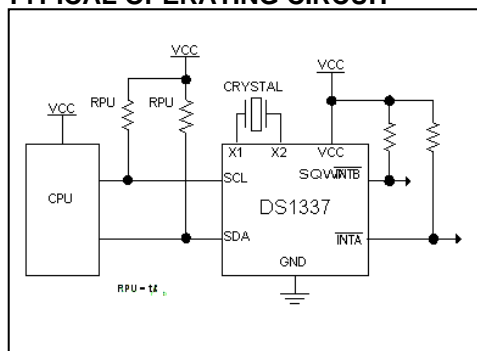 TYPICAL OPERATING CIRCUIT
VCC
VCC
VCC
RPU
RPU
CRYSTAL
X1
X2
VCC
CPU
SCL
SQW/INTB
DS1337
SDA
INTA
GND